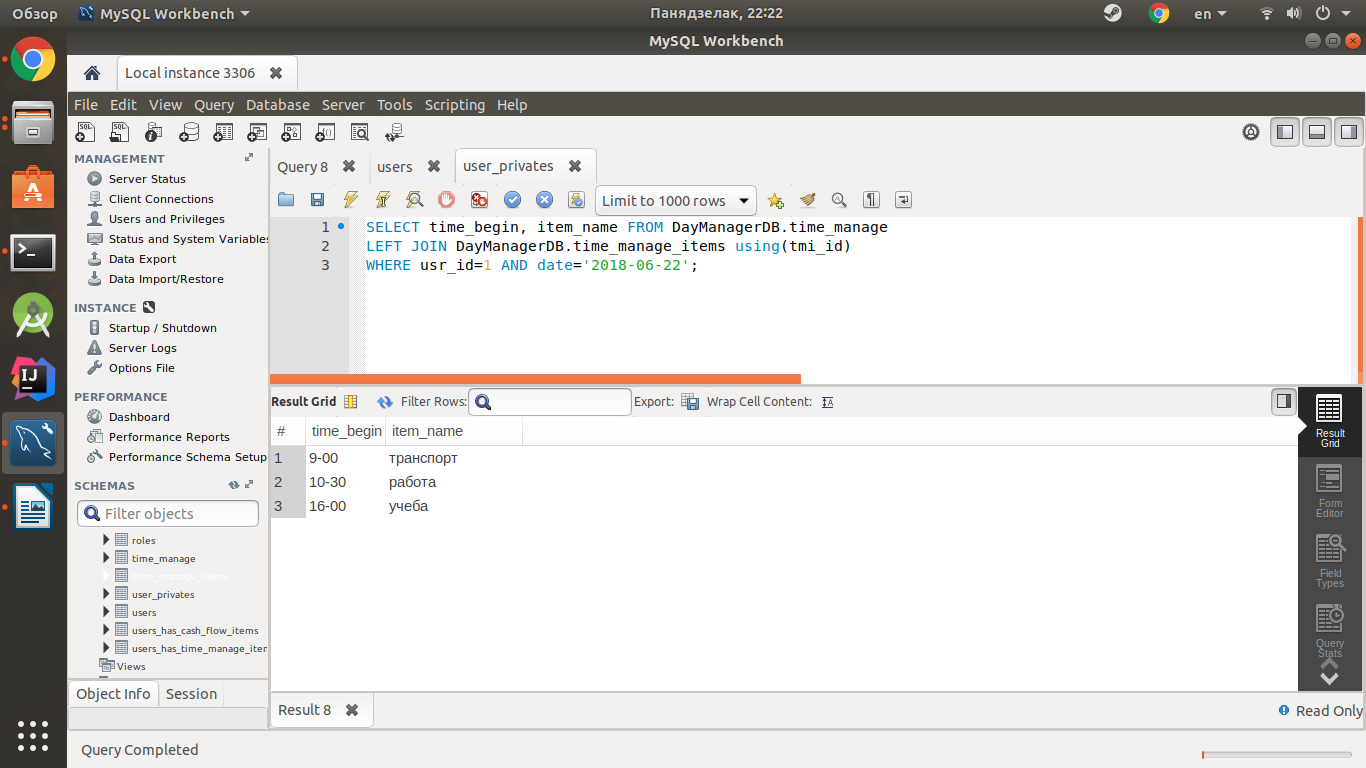 Обзор MySQL Workbench Панядзелак, 22:22 en
MySQL Workbench
Local instance 3306
File Edit View Query Database Server Tools Scripting Help
MANAGEMENT
Server Status
Client Connections
Users and Privileges
Status and System Variables
Data Export
Data Import/Restore
INSTANCE
Startup / Shutdown
Server Logs
Options File
PERFORMANCE
Dashboard
Performance Reports
Performance Schema Setup
SCHEMAS
Filter objects
roles
time_manage
time_manage_items
user_privates
users
users_has_cash_flow_items
users_has_time_manage_iten
Views
Object Info Session
Query 8 users user_privates
Limit to 1000 rows
1 SELECT time_begin, item_name FROM DayManagerDB.time_manage
2 LEFT JOIN DayManagerDB.time_manage_items using(tmi_id)
3 WHERE usr_id=1 AND date='2018-06-22';
Result Grid Filter Rows: Export: Wrap Cell Content:
# time_begin item_name
1 9-00 транспорт
2 10-30 работа
3 16-00 учеба
Result
Grid
Form
Editor
Field
Types
Query
Stats
Result 8 Read Only
Query Completed